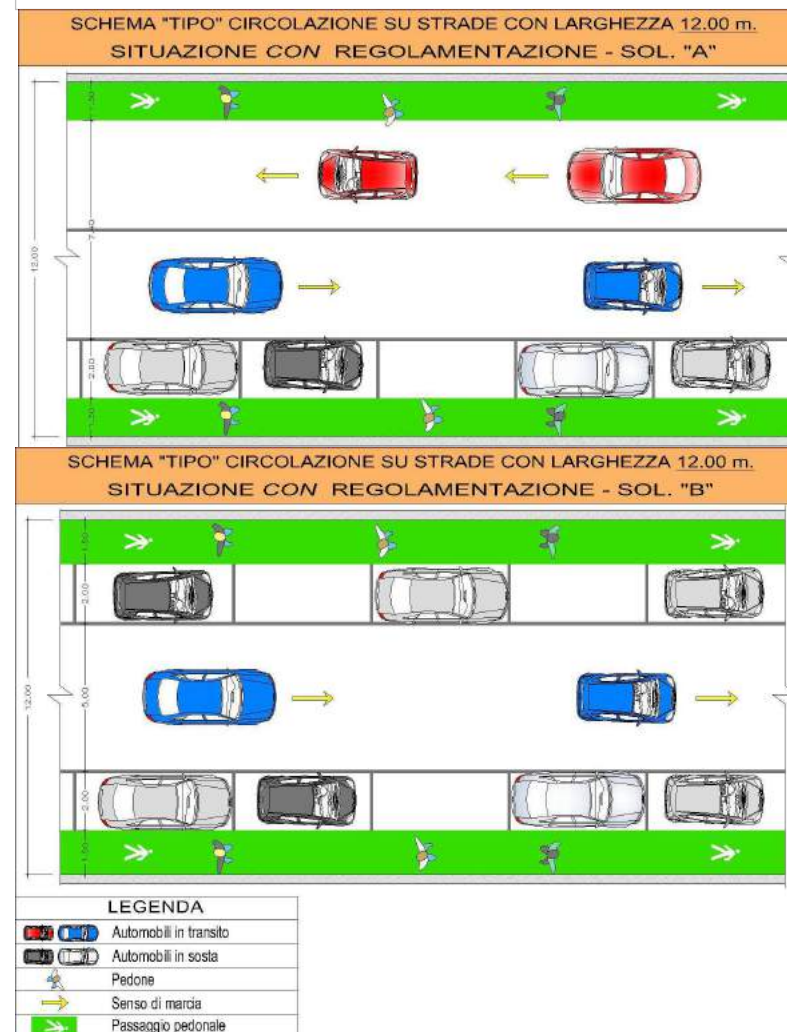 SCHEMA "TIPO" CIRCOLAZIONE SU STRADE CON LARGHEZZA 12.00 m.
SITUAZIONE CON REGOLAMENTAZIONE - SOL. "A"
1.50
12.00
2.00
1.50
SCHEMA "TIPO" CIRCOLAZIONE SU STRADE CON LARGHEZZA 12.00 m.
SITUAZIONE CON REGOLAMENTAZIONE - SOL. "B"
1.50
2.00
12.00
5.00
2.00
1.50
LEGENDA
Automobili in transito
Automobili in sosta
Pedone
Senso di marcia
Passaggio pedonale